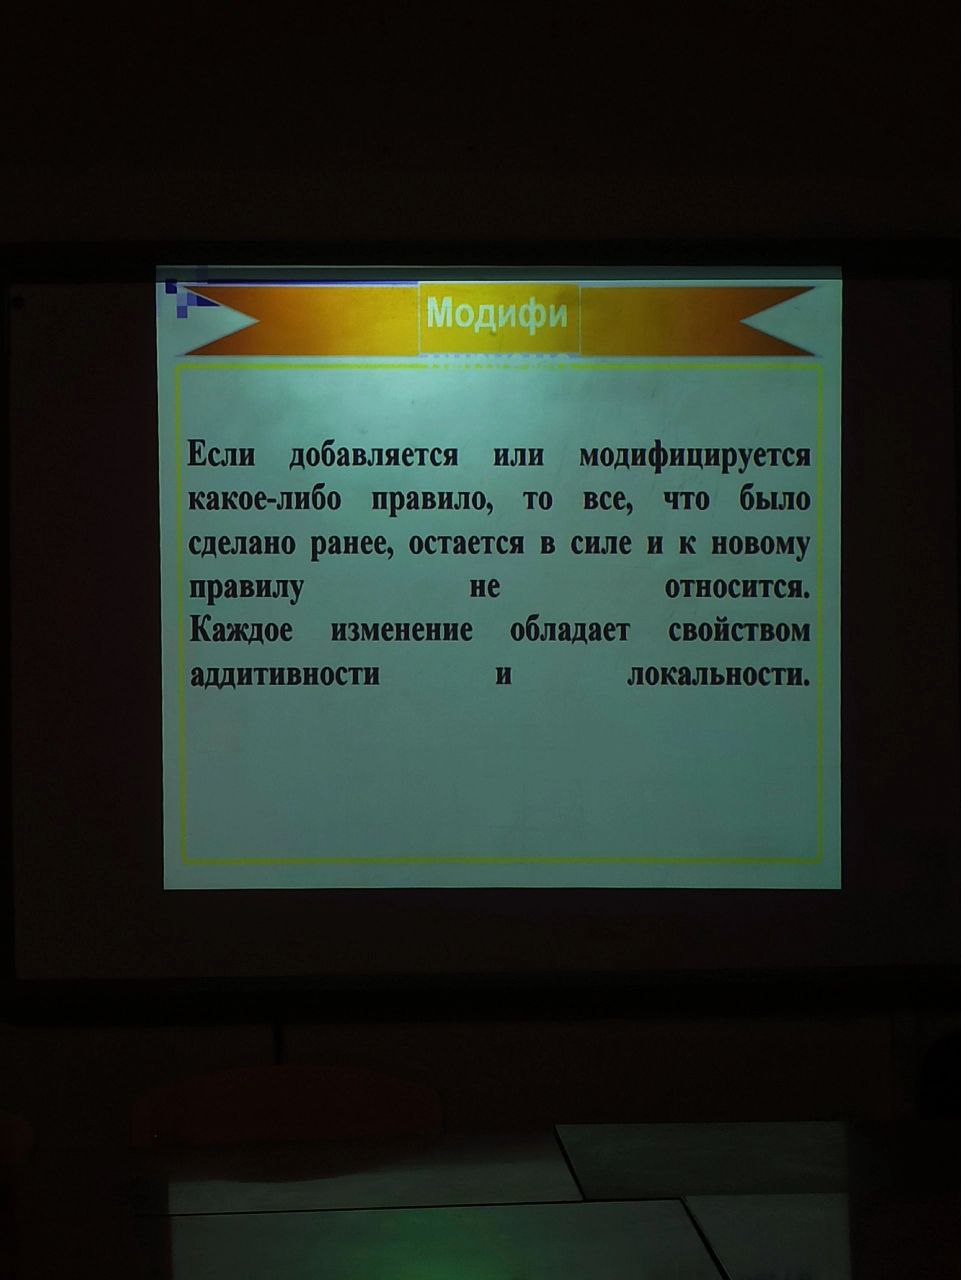 Модифи
Если добавляется или модифицируется
какое-либо правило, то все, что было
сделано ранее, остается в силе и к новому
правилу не относится.
Каждое изменение обладает свойством
аддитивности и локальности.